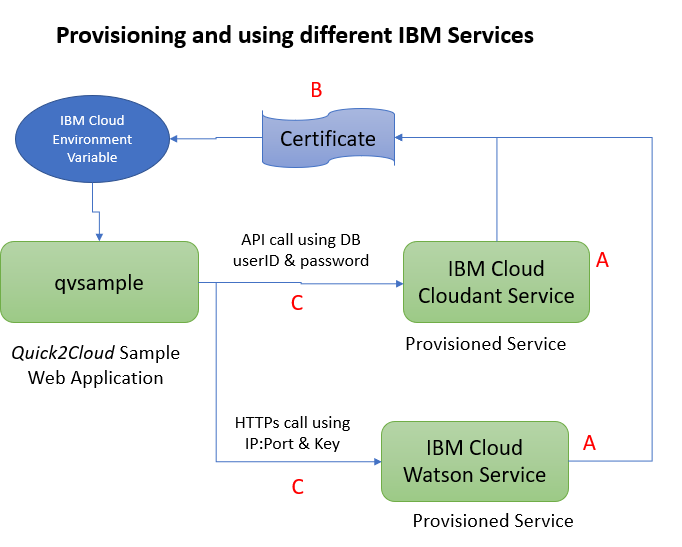 Provisioning and using different IBM Services
B
IBM Cloud
Environment
Variable
Certificate
API call using DB
userID & password
C
qvsample
IBM Cloud
Cloudant Service
A
Quick2Cloud Sample
Web Application
Provisioned Service
HTTPs call using
IP:Port & Key
C
IBM Cloud
Watson Service
A
Provisioned Service